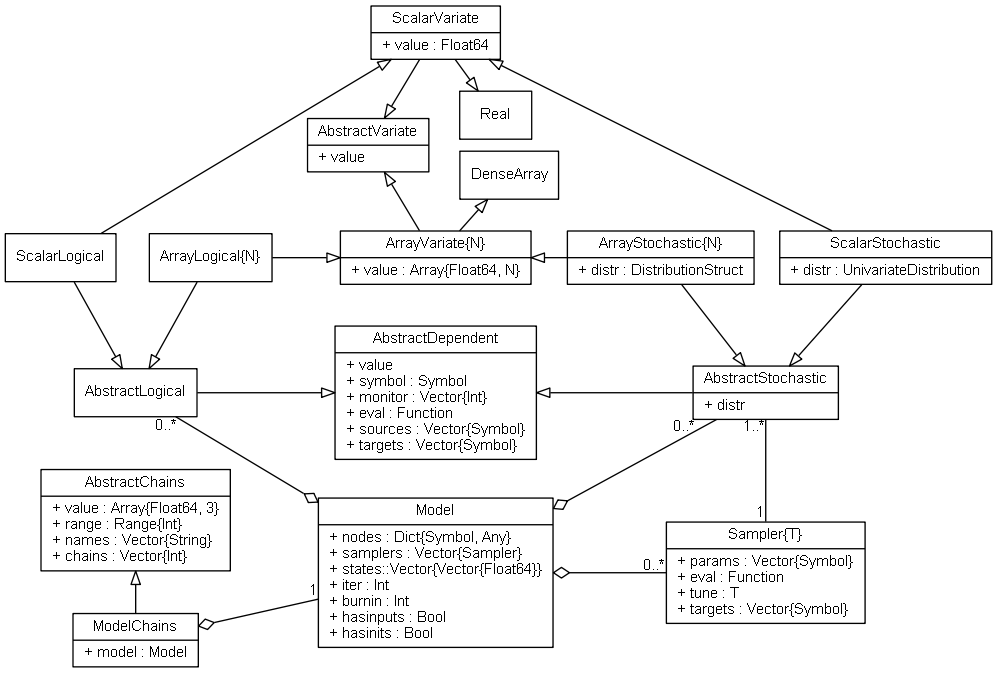 ScalarVariate
+ value : Float64
Real
AbstractVariate
+ value
DenseArray
ScalarLogical
ArrayLogical{N}
ArrayVariate{N}
+ value : Array{Float64, N}
ArrayStochastic{N}
+ distr : DistributionStruct
ScalarStochastic
+ distr : UnivariateDistribution
AbstractDependent
+ value
+ symbol : Symbol
+ monitor : Vector{Int}
+ eval : Function
+ sources : Vector{Symbol}
+ targets : Vector{Symbol}
AbstractLogical
0..*
AbstractStochastic
+ distr
0..*
1..*
AbstractChains
+ value : Array{Float64, 3}
+ range : Range{Int}
+ names : Vector{String}
+ chains : Vector{Int}
Model
+ nodes : Dict{Symbol, Any}
+ samplers : Vector{Sampler}
+ states::Vector{Vector{Float64}}
+ iter : Int
+ burnin : Int
+ hasinputs : Bool
+ hasinits : Bool
1
Sampler{T}
+ params : Vector{Symbol}
+ eval : Function
+ tune : T
+ targets : Vector{Symbol}
0..*
1
ModelChains
+ model : Model